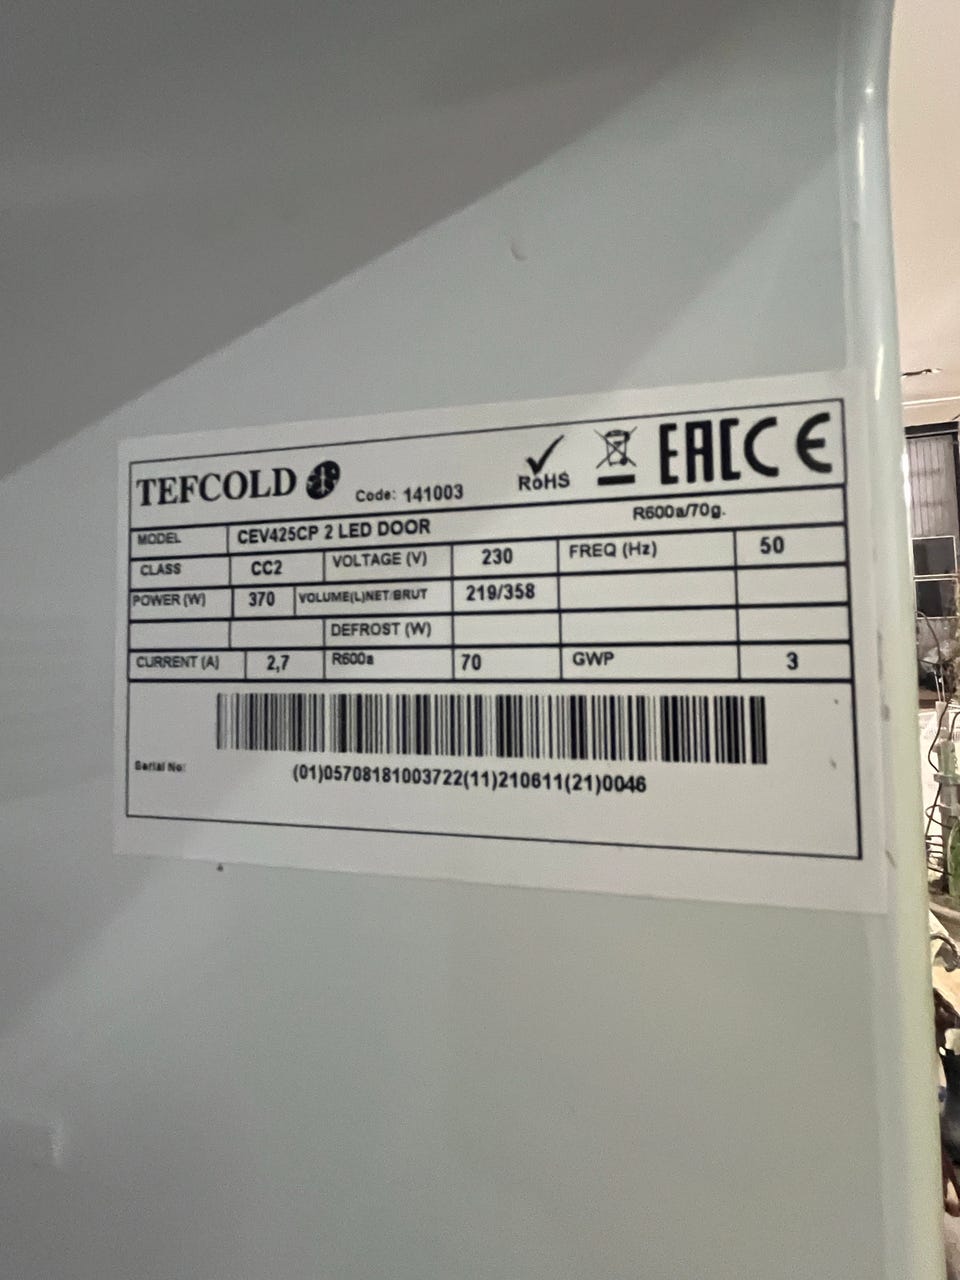 TEFCOLD Code: 141003 RoHS EAC CE
MODEL CEV425CP 2 LED DOOR R600a/70g.
CLASS CC2 VOLTAGE (V) 230 FREQ (Hz) 50
POWER (W) 370 VOLUME(L)NET/BRUT 219/358
DEFROST (W)
CURRENT (A) 2,7 R600a 70 GWP 3
Serial No:
(01)05708181003722(11)210611(21)0046